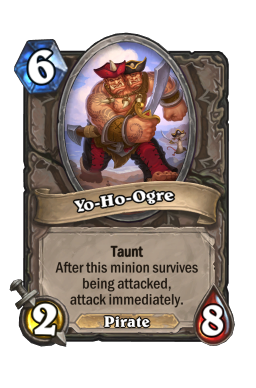 6
Yo-Ho-Ogre
Taunt
After this minion survives
being attacked,
attack immediately.
2
Pirate
8